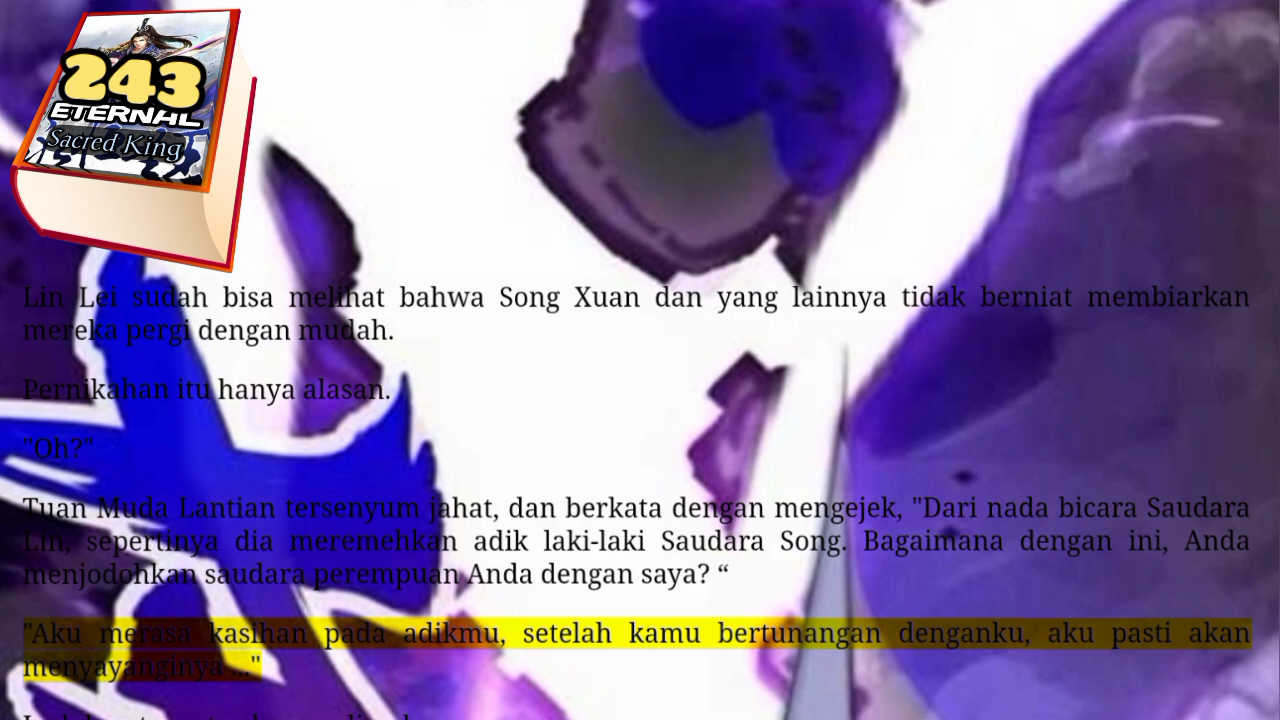 243
ETERNAL
Sacred King
Lin Lei sudah bisa melihat bahwa Song Xuan dan yang lainnya tidak berniat membiarkan
mereka pergi dengan mudah.
Pernikahan itu hanya alasan.
"Oh?"
Tuan Muda Lantian tersenyum jahat, dan berkata dengan mengejek, "Dari nada bicara Saudara
Lin, sepertinya dia meremehkan adik laki-laki Saudara Song. Bagaimana dengan ini, Anda
menjodohkan saudara perempuan Anda dengan saya? “
"Aku merasa kasihan pada adikmu, setelah kamu bertunangan denganku, aku pasti akan
menyayanginya ..."